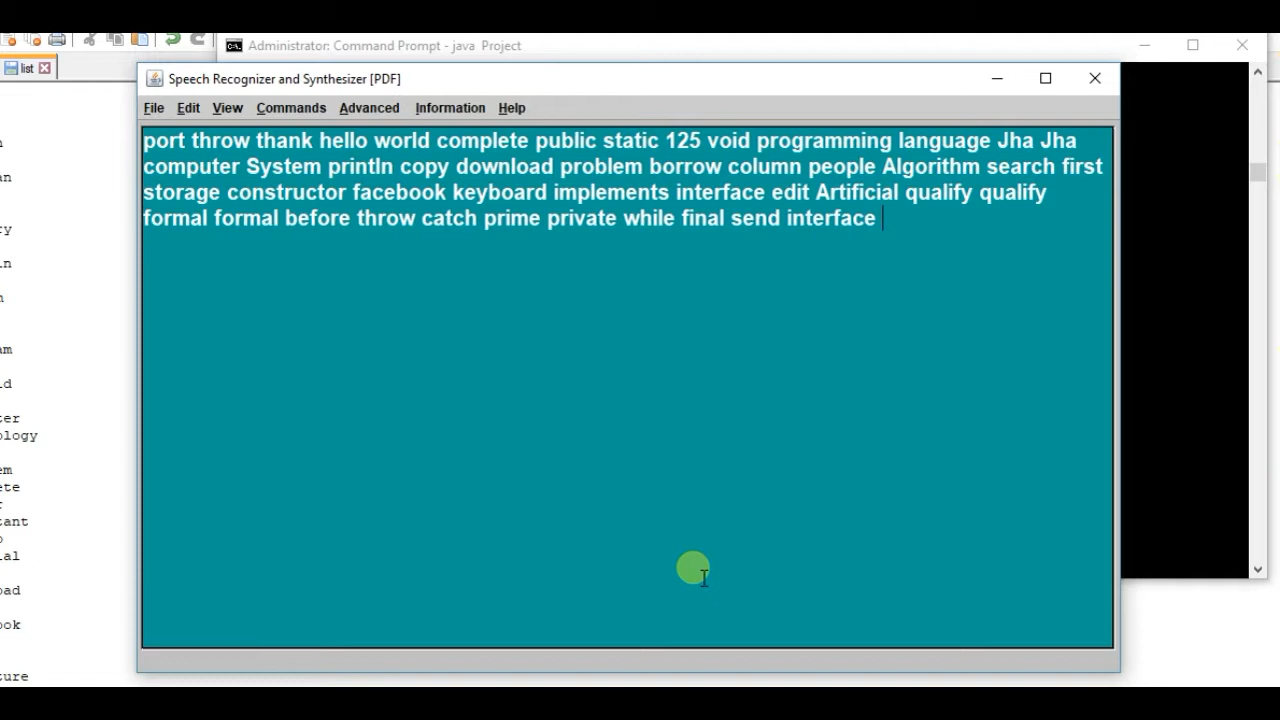 Administrator: Command Prompt - java Project
list
Speech Recognizer and Synthesizer [PDF]
File Edit View Commands Advanced Information Help
port throw thank hello world complete public static 125 void programming language Jha Jha
computer System println copy download problem borrow column people Algorithm search first
storage constructor facebook keyboard implements interface edit Artificial qualify qualify
formal formal before throw catch prime private while final send interface